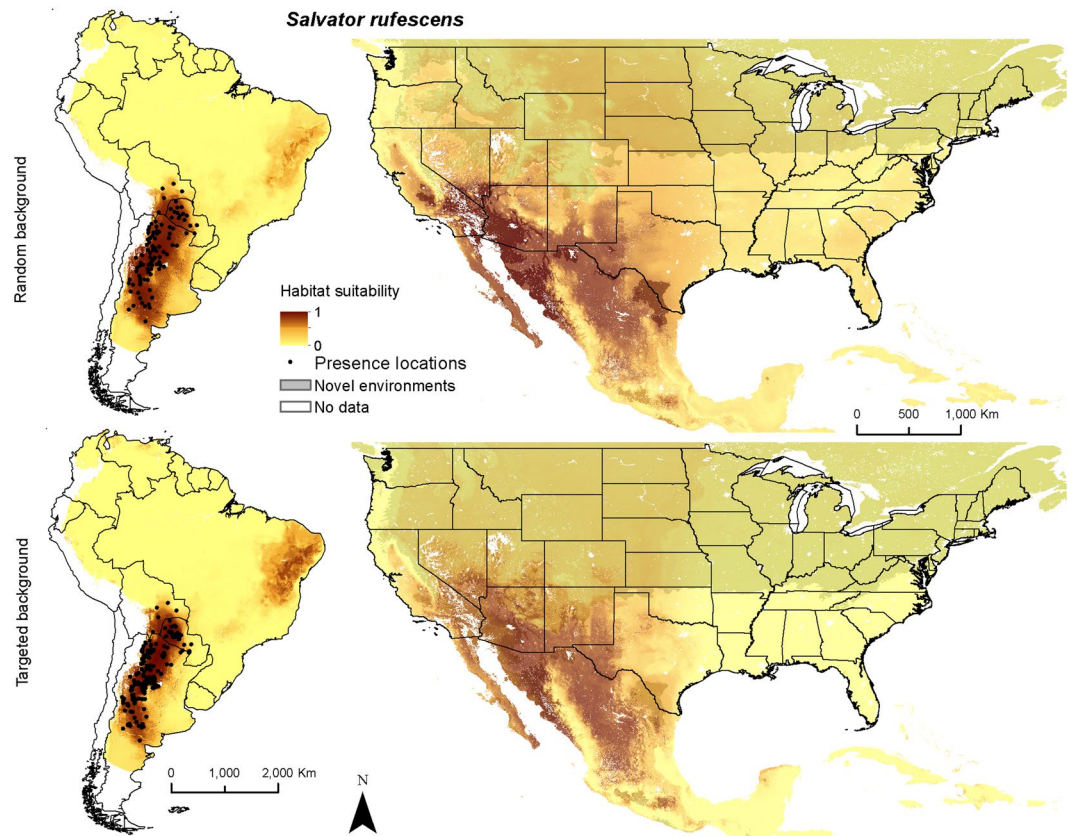 Salvator rufescens
Random background
Habitat suitability
1
0
Presence locations
Novel environments
No data
0 500 1,000 Km
Targeted background
0 1,000 2,000 Km
N